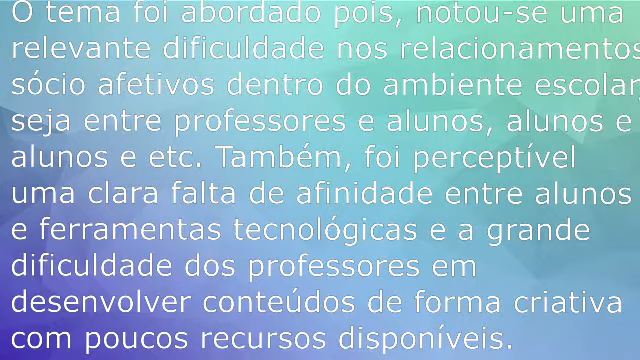 O tema foi abordado pois, notou-se uma
relevante dificuldade nos relacionamentos
sócio afetivos dentro do ambiente escolar,
seja entre professores e alunos, alunos e
alunos e etc. Também, foi perceptível
uma clara falta de afinidade entre alunos
e ferramentas tecnológicas e a grande
dificuldade dos professores em
desenvolver conteúdos de forma criativa
com poucos recursos disponíveis.